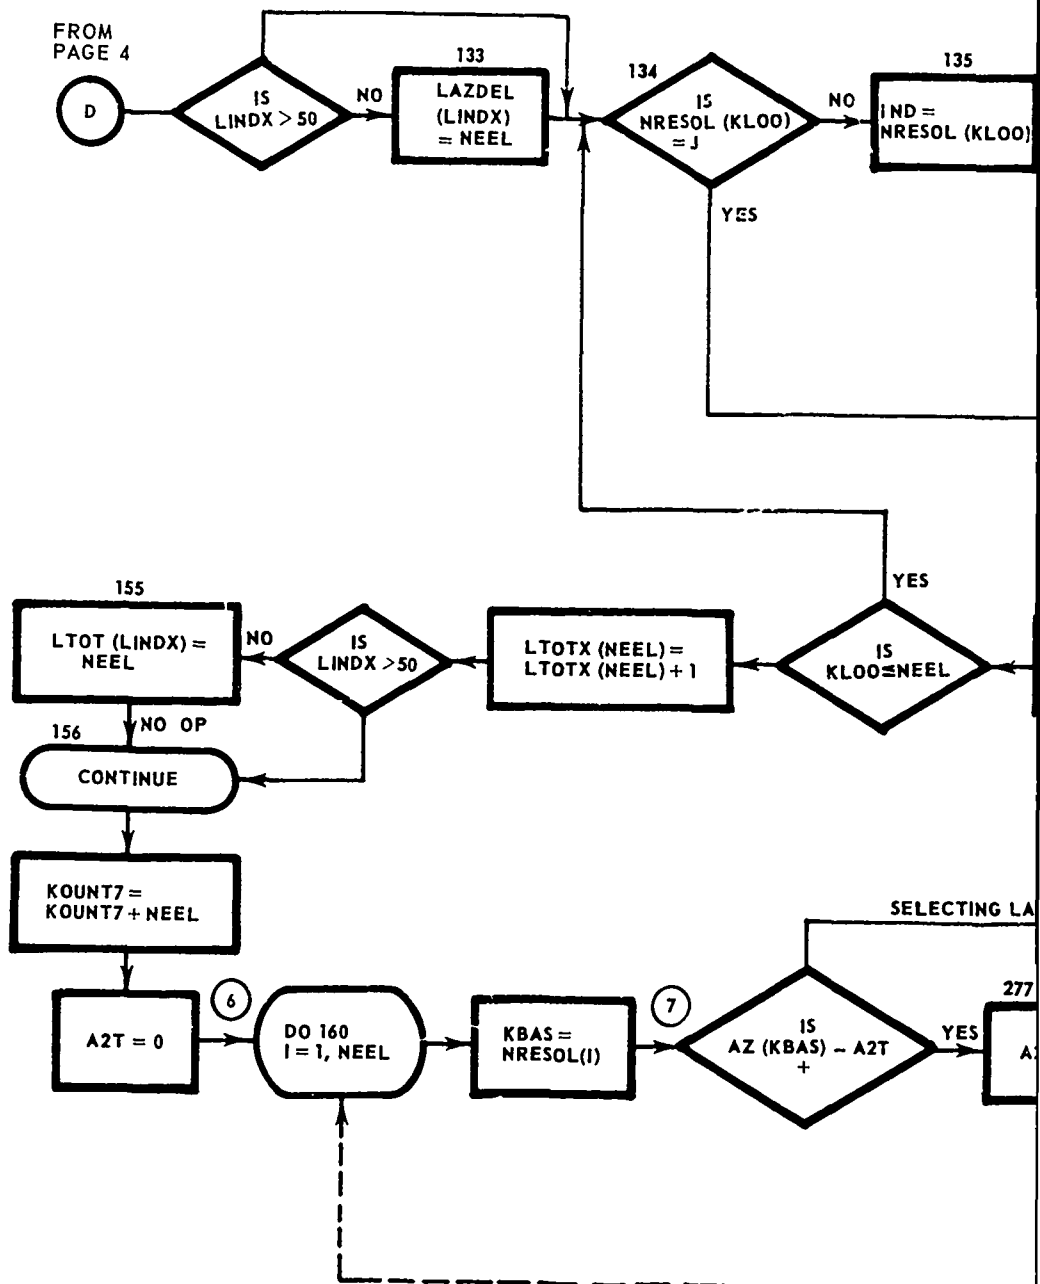 FROM
PAGE 4
D
IS
LINDX > 50
NO
133
LAZDEL
(LINDX)
= NEEL
134
IS
NRESOL (KLOO)
= J
NO
YES
135
IND =
NRESOL (KLOO)
YES
IS
KLOO≦NEEL
LTOTX (NEEL) =
LTOTX (NEEL) + 1
IS
LINDX >50
NO
155
LTOT (LINDX) =
NEEL
NO OP
156
CONTINUE
KOUNT7 =
KOUNT7 + NEEL
A2T = 0
6
DO 160
I = 1, NEEL
KBAS =
NRESOL(I)
7
SELECTING LA
IS
AZ (KBAS) - A2T
+
YES
277